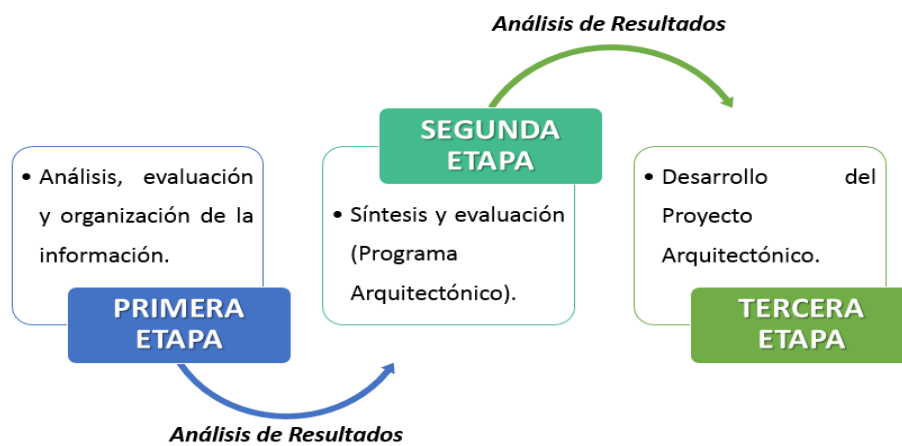 Análisis de Resultados
SEGUNDA
ETAPA
• Análisis, evaluación
y organización de la
información.
PRIMERA
ETAPA
• Síntesis y evaluación
(Programa
Arquitectónico).
• Desarrollo del
Proyecto
Arquitectónico.
TERCERA
ETAPA
Análisis de Resultados